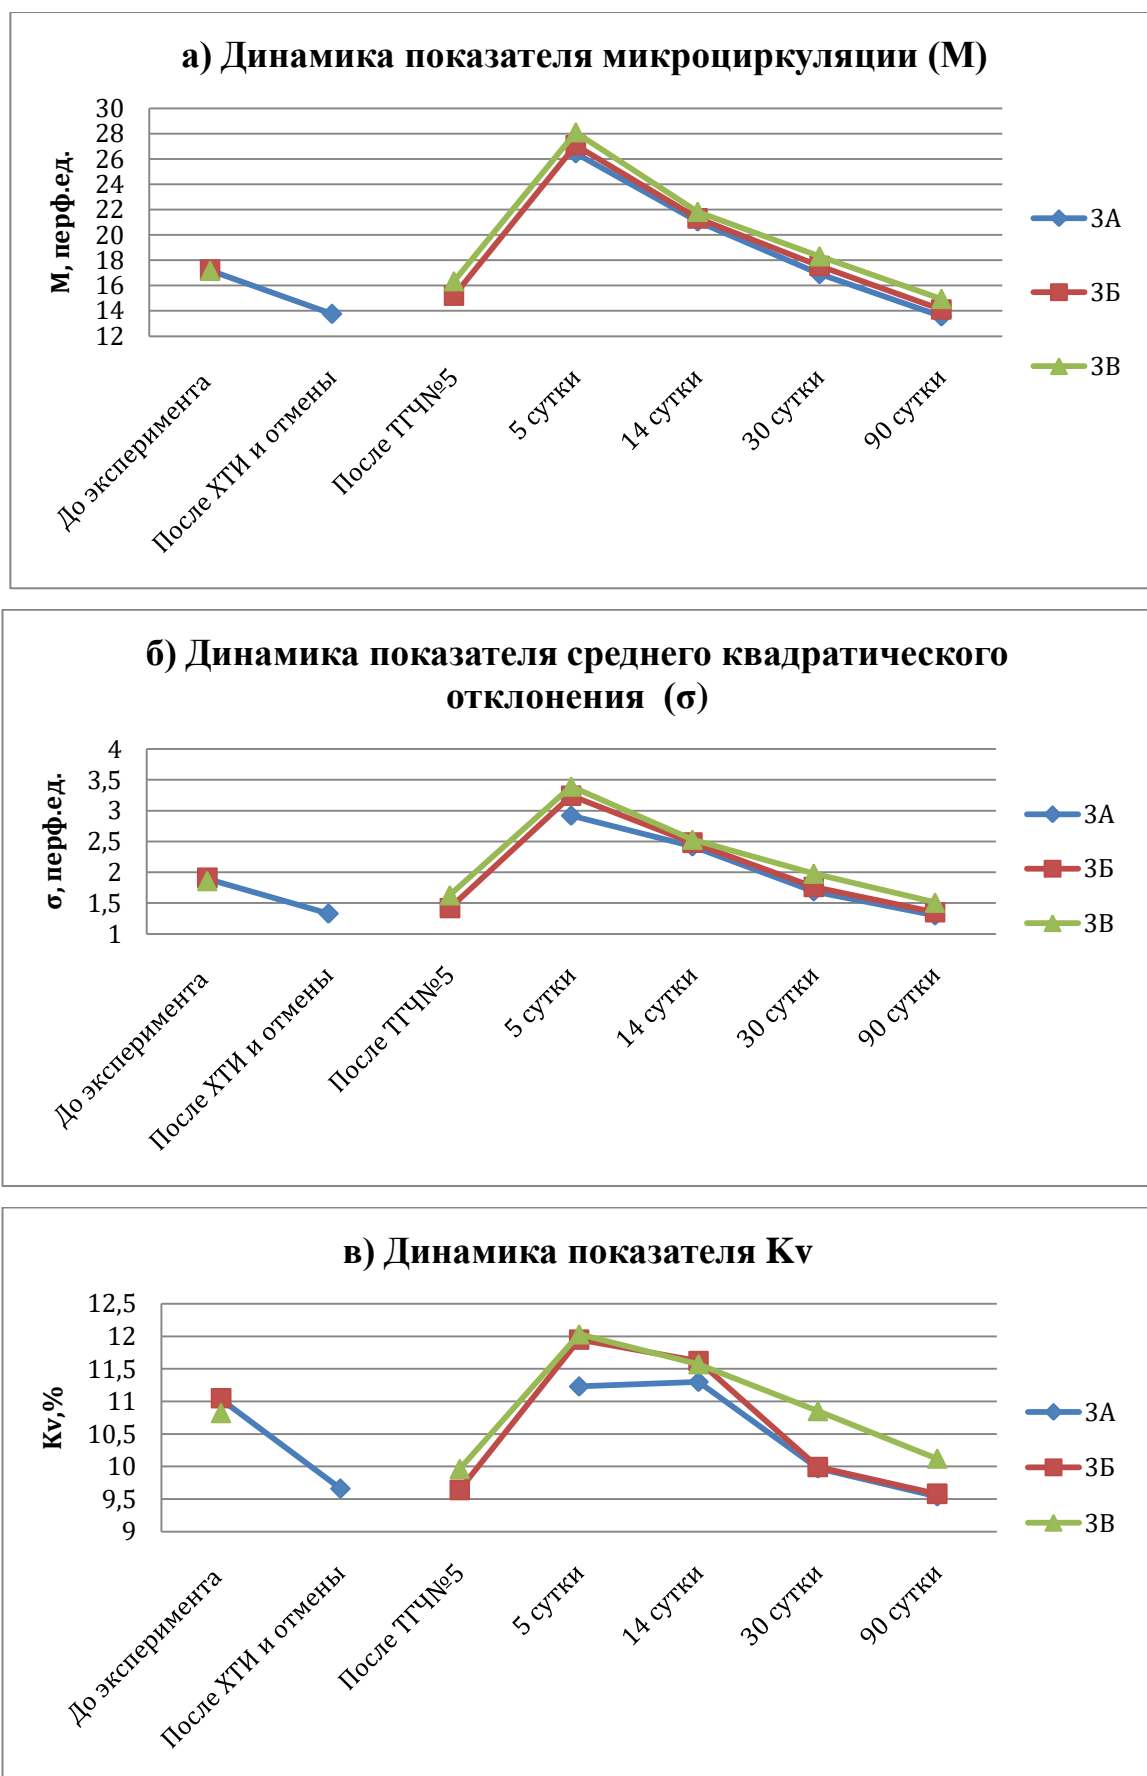 а) Динамика показателя микроциркуляции (М)
М, перф.ед.
30
28
26
24
22
20
18
16
14
12
До эксперимента
После ХТИ и отмены
После ТГЧ№5
5 сутки
14 сутки
30 сутки
90 сутки
3А
3Б
3В
б) Динамика показателя среднего квадратического
отклонения (σ)
σ, перф.ед.
4
3,5
3
2,5
2
1,5
1
До эксперимента
После ХТИ и отмены
После ТГЧ№5
5 сутки
14 сутки
30 сутки
90 сутки
3А
3Б
3В
в) Динамика показателя Kv
Kv,%
12,5
12
11,5
11
10,5
10
9,5
9
До эксперимента
После ХТИ и отмены
После ТГЧ№5
5 сутки
14 сутки
30 сутки
90 сутки
3А
3Б
3В